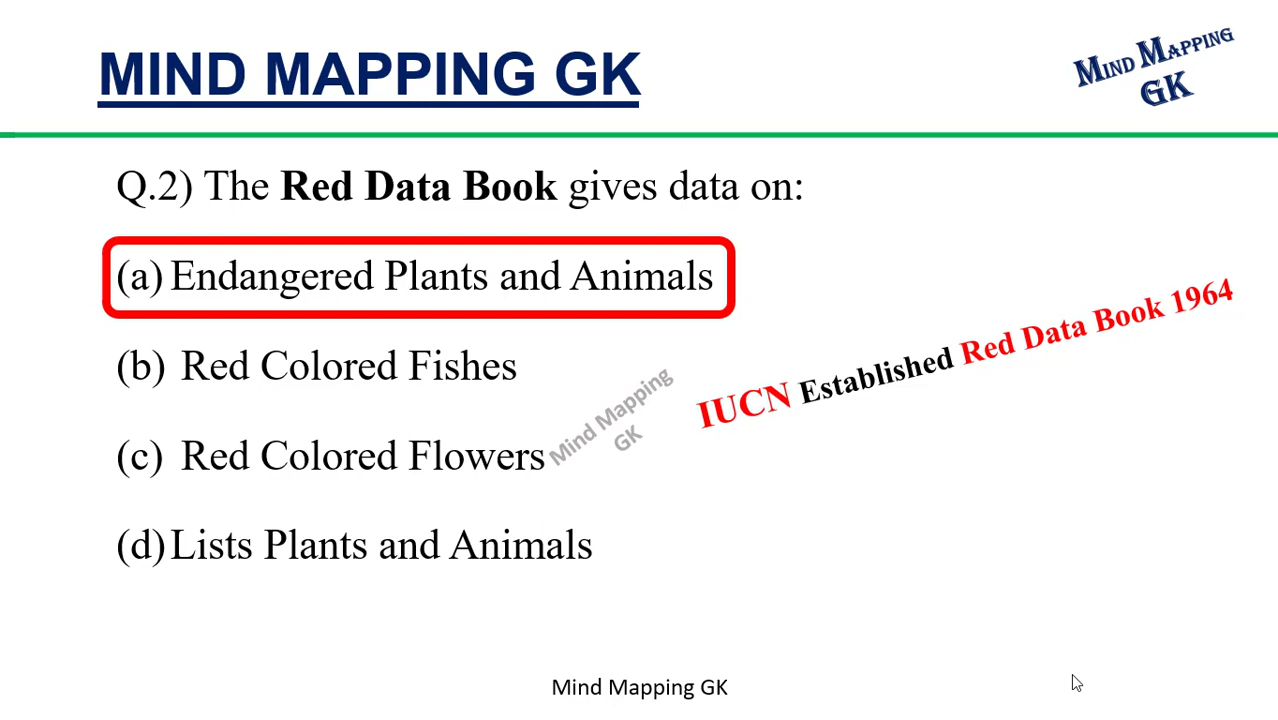 MIND MAPPING GK
MIND MAPPING
GK
Q.2) The Red Data Book gives data on:
(a) Endangered Plants and Animals
IUCN Established Red Data Book 1964
(b) Red Colored Fishes
Mind Mapping
GK
(c) Red Colored Flowers
(d) Lists Plants and Animals
Mind Mapping GK